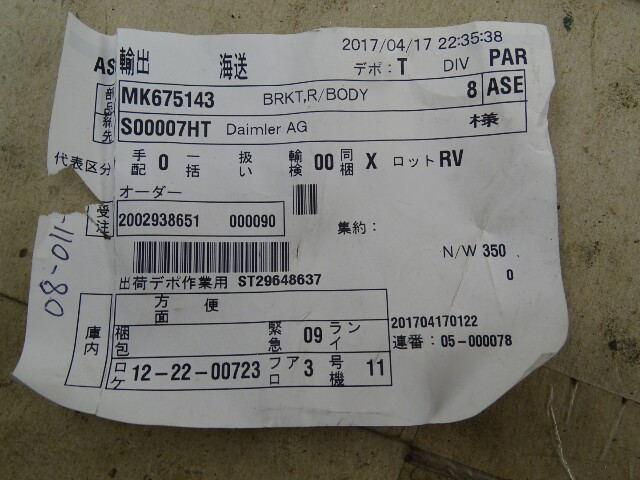 2017/04/17 22:35:38
AS 輸出 海送 デポ:T DIV PAR
部品 MK675143 BRKT,R/BODY 8 ASE
納先 S00007HT Daimler AG 様
代表区分 手配 0 一括 扱い 輸検 00 同梱 X ロット RV
オーダー
受注 2002938651 000090 集約:
08-011-
N/W 350
0
出荷デポ作業用 ST29648637
方面 便
庫内 梱包 緊急 09 ライン 201704170122
連番: 05-000078
ロケ 12-22-00723 フロア 3 号機 11